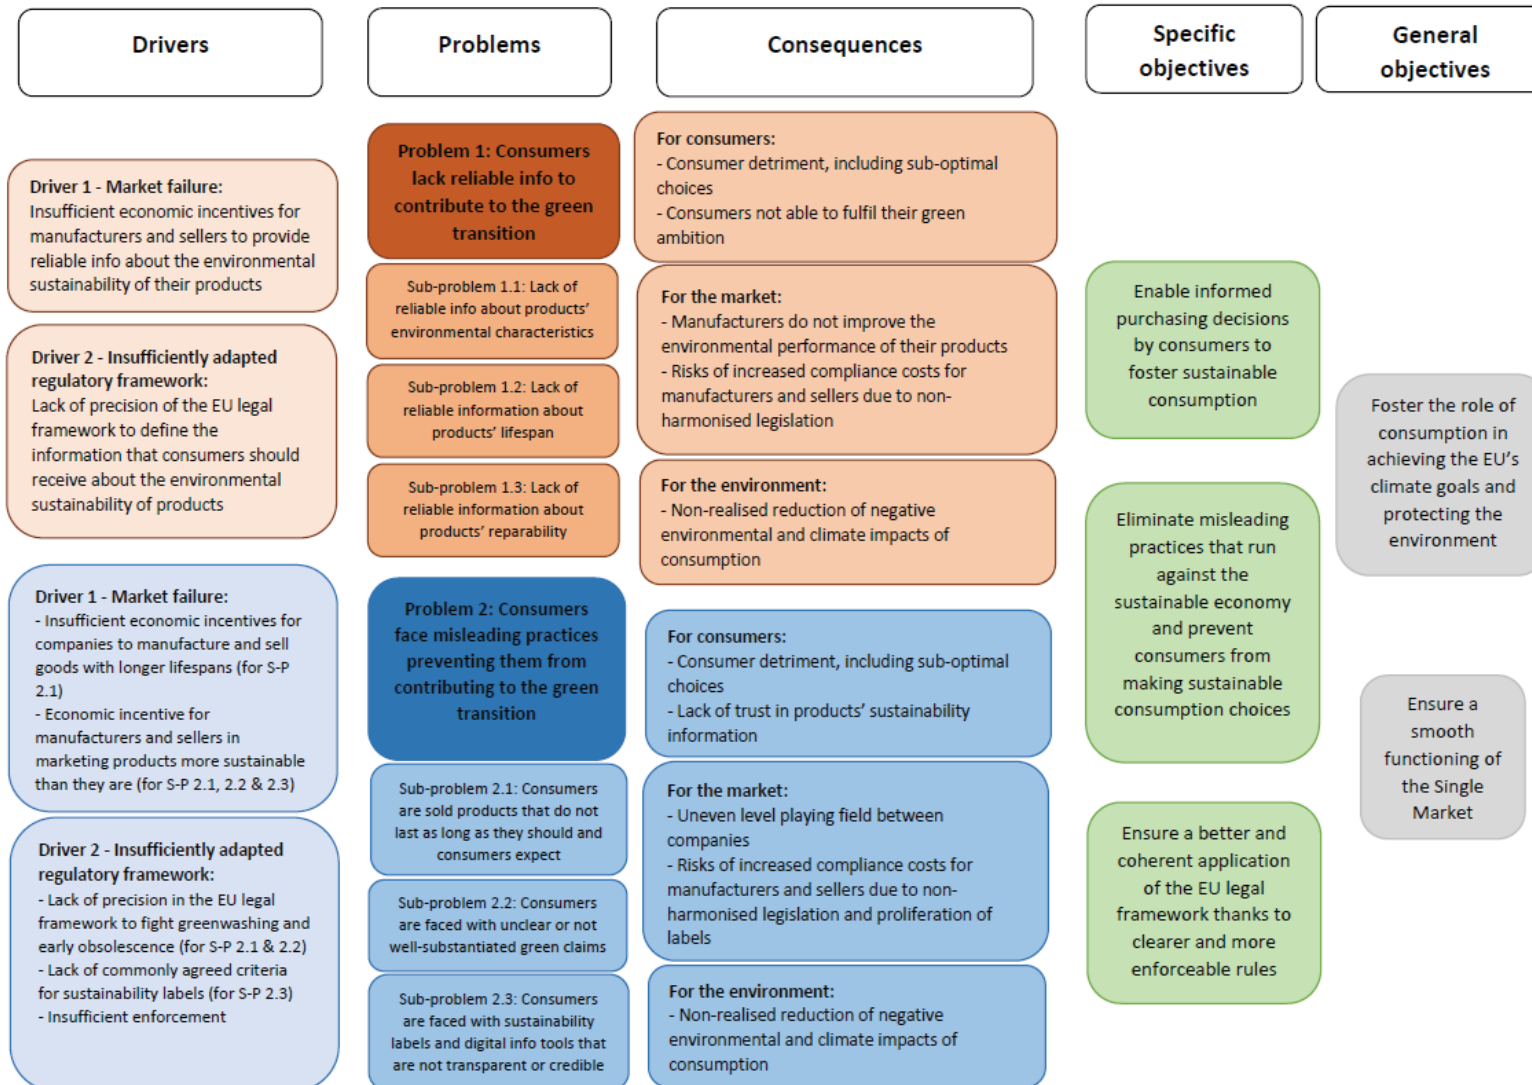 Drivers
Problems
Consequences
Specific
objectives
General
objectives
Driver 1 - Market failure:
Insufficient economic incentives for
manufacturers and sellers to provide
reliable info about the environmental
sustainability of their products
Driver 2 - Insufficiently adapted
regulatory framework:
Lack of precision of the EU legal
framework to define the
information that consumers should
receive about the environmental
sustainability of products
Driver 1 - Market failure:
- Insufficient economic incentives for
companies to manufacture and sell
goods with longer lifespans (for S-P
2.1)
- Economic incentive for
manufacturers and sellers in
marketing products more sustainable
than they are (for S-P 2.1, 2.2 & 2.3)
Driver 2 - Insufficiently adapted
regulatory framework:
- Lack of precision in the EU legal
framework to fight greenwashing and
early obsolescence (for S-P 2.1 & 2.2)
- Lack of commonly agreed criteria
for sustainability labels (for S-P 2.3)
- Insufficient enforcement
Problem 1: Consumers
lack reliable info to
contribute to the green
transition
Sub-problem 1.1: Lack of
reliable info about products'
environmental characteristics
Sub-problem 1.2: Lack of
reliable information about
products' lifespan
Sub-problem 1.3: Lack of
reliable information about
products' reparability
Problem 2: Consumers
face misleading practices
preventing them from
contributing to the green
transition
Sub-problem 2.1: Consumers
are sold products that do not
last as long as they should and
consumers expect
Sub-problem 2.2: Consumers
are faced with unclear or not
well-substantiated green claims
Sub-problem 2.3: Consumers
are faced with sustainability
labels and digital info tools that
are not transparent or credible
For consumers:
- Consumer detriment, including sub-optimal
choices
- Consumers not able to fulfil their green
ambition
For the market:
- Manufacturers do not improve the
environmental performance of their products
- Risks of increased compliance costs for
manufacturers and sellers due to non-
harmonised legislation
For the environment:
- Non-realised reduction of negative
environmental and climate impacts of
consumption
For consumers:
- Consumer detriment, including sub-optimal
choices
- Lack of trust in products' sustainability
information
For the market:
- Uneven level playing field between
companies
- Risks of increased compliance costs for
manufacturers and sellers due to non-
harmonised legislation and proliferation of
labels
For the environment:
- Non-realised reduction of negative
environmental and climate impacts of
consumption
Enable informed
purchasing decisions
by consumers to
foster sustainable
consumption
Eliminate misleading
practices that run
against the
sustainable economy
and prevent
consumers from
making sustainable
consumption choices
Ensure a better and
coherent application
of the EU legal
framework thanks to
clearer and more
enforceable rules
Foster the role of
consumption in
achieving the EU's
climate goals and
protecting the
environment
Ensure a
smooth
functioning of
the Single
Market